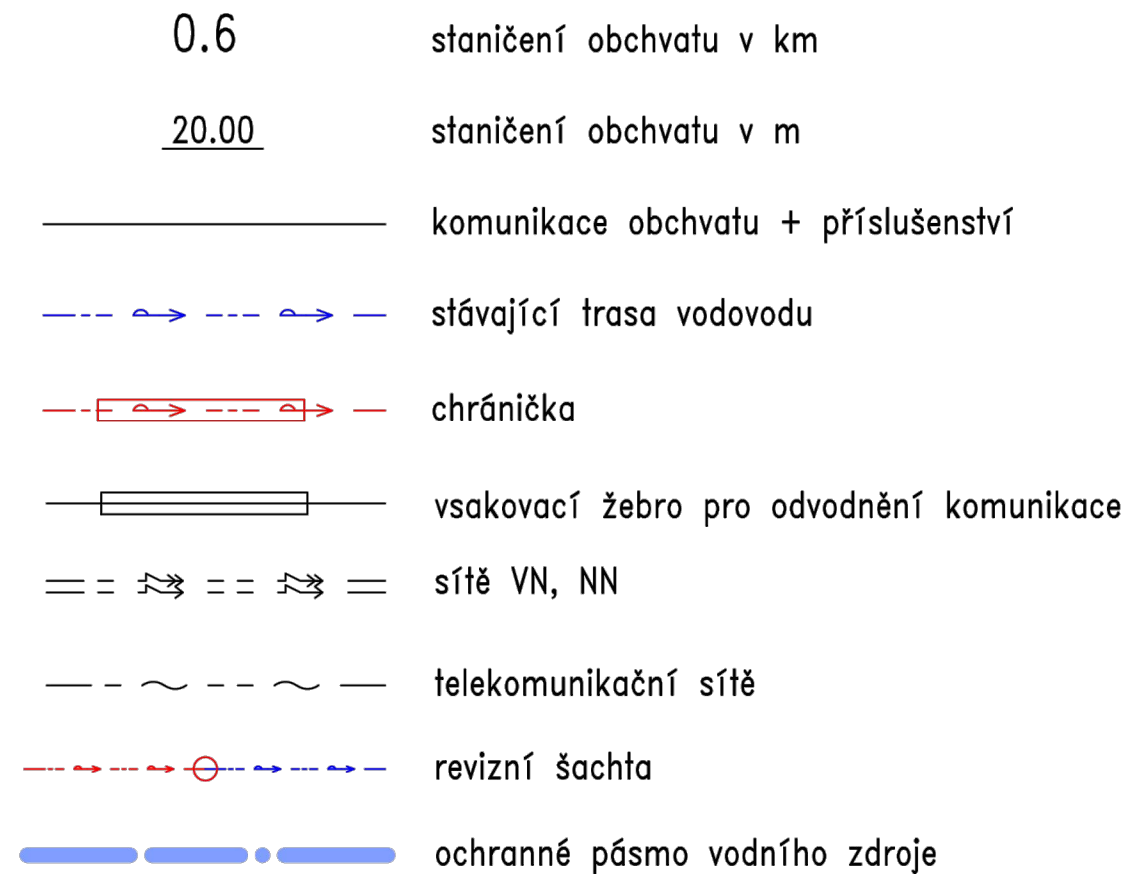 0.6 staničení obchvatu v km
20.00 staničení obchvatu v m
komunikace obchvatu + příslušenství
stávající trasa vodovodu
chránička
vsakovací žebro pro odvodnění komunikace
sítě VN, NN
telekomunikační sítě
revizní šachta
ochranné pásmo vodního zdroje